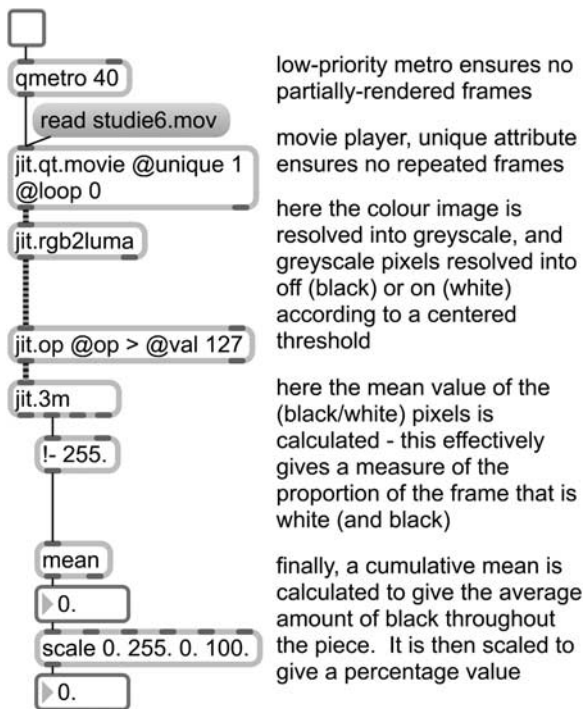 qmetro 40
low-priority metro ensures no
partially-rendered frames
read studie6.mov
movie player, unique attribute
ensures no repeated frames
jit.qt.movie @unique 1
@loop 0
here the colour image is
resolved into greyscale, and
greyscale pixels resolved into
off (black) or on (white)
according to a centered
threshold
jit.rgb2luma
jit.op @op > @val 127
jit.3m
here the mean value of the
(black/white) pixels is
calculated - this effectively
gives a measure of the
proportion of the frame that is
white (and black)
!- 255.
mean
finally, a cumulative mean is
calculated to give the average
amount of black throughout
the piece.  It is then scaled to
give a percentage value
0.
scale 0. 255. 0. 100.
0.